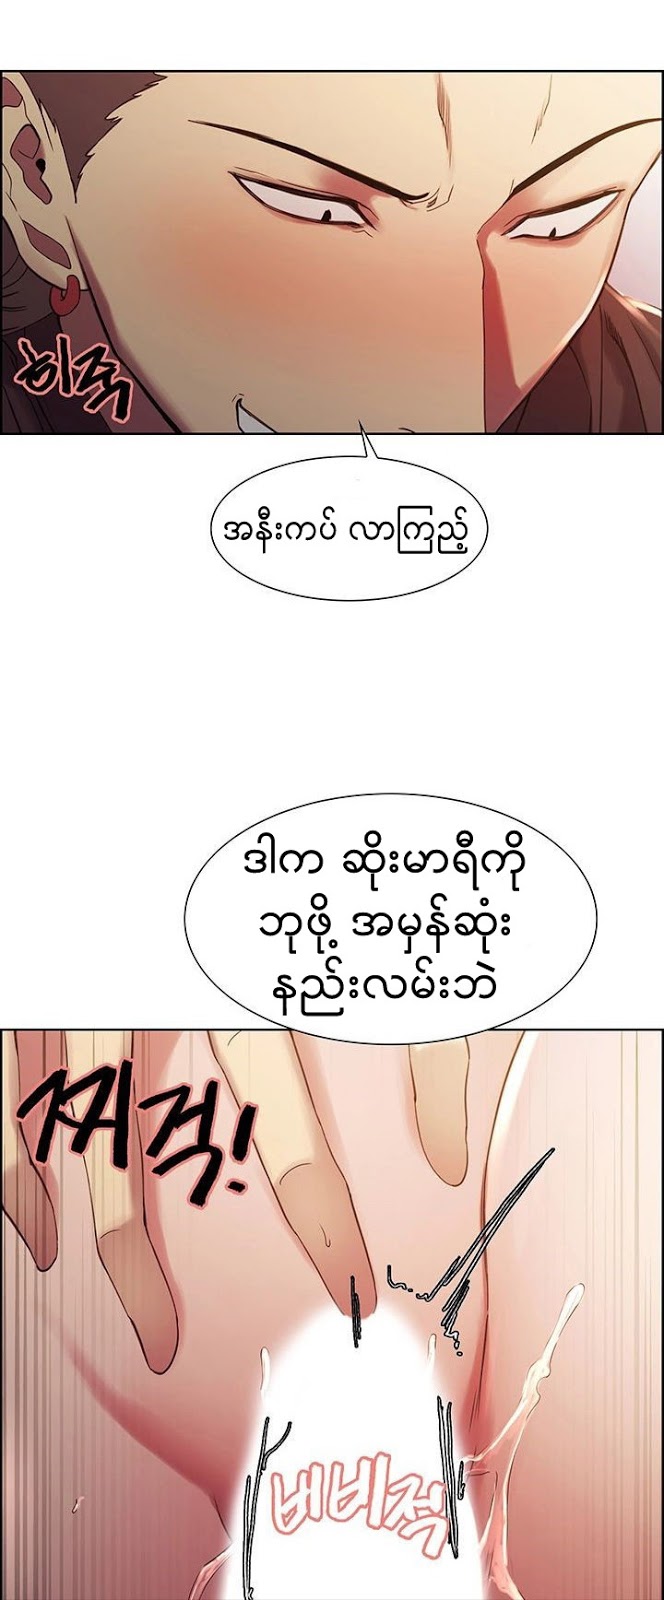 히죽
အနီးကပ် လာကြည့်
ဒါက ဆိုးမာရီကို
ဘုဖို့ အမှန်ဆုံး
နည်းလမ်းဘဲ
찌걱!
버비적